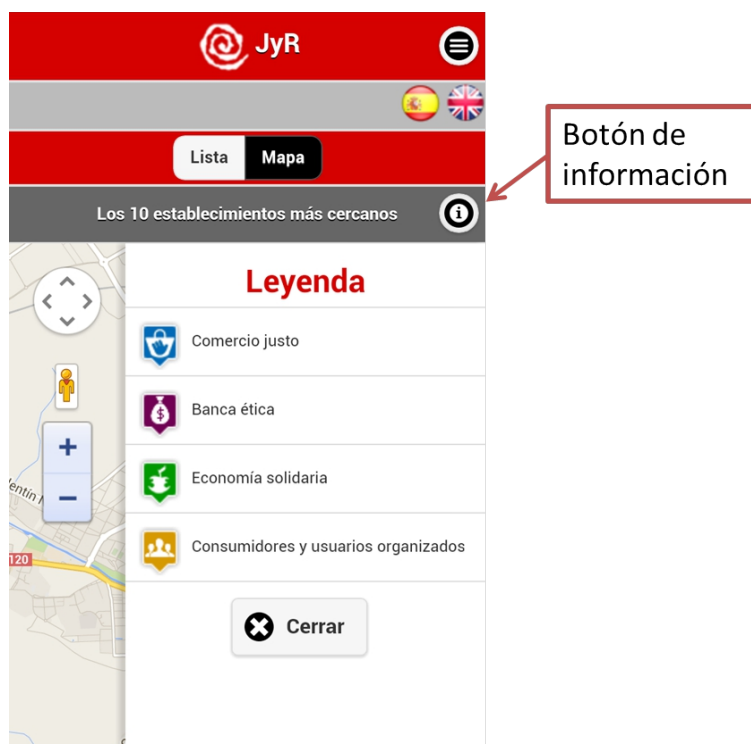 JyR
Lista Mapa
Botón de
información
Los 10 establecimientos más cercanos
Leyenda
Comercio justo
Banca ética
Economía solidaria
Consumidores y usuarios organizados
120
Cerrar